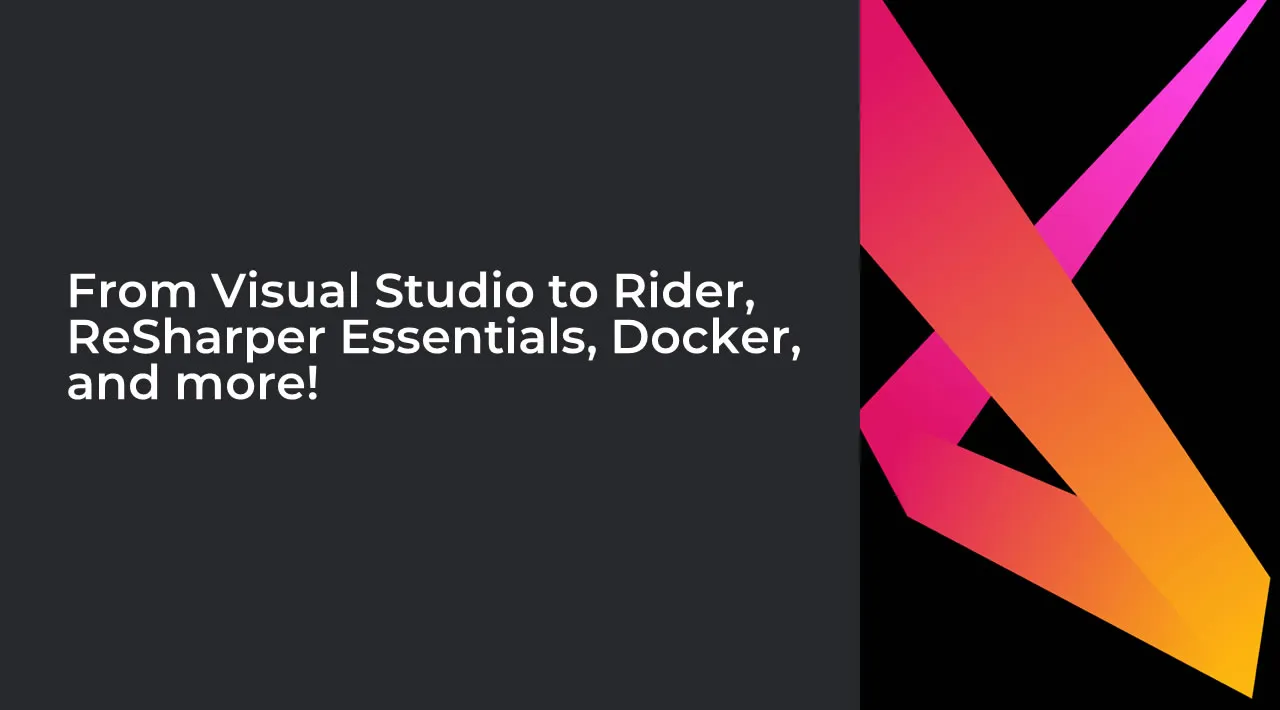 From Visual Studio to Rider,
ReSharper Essentials, Docker,
and more!